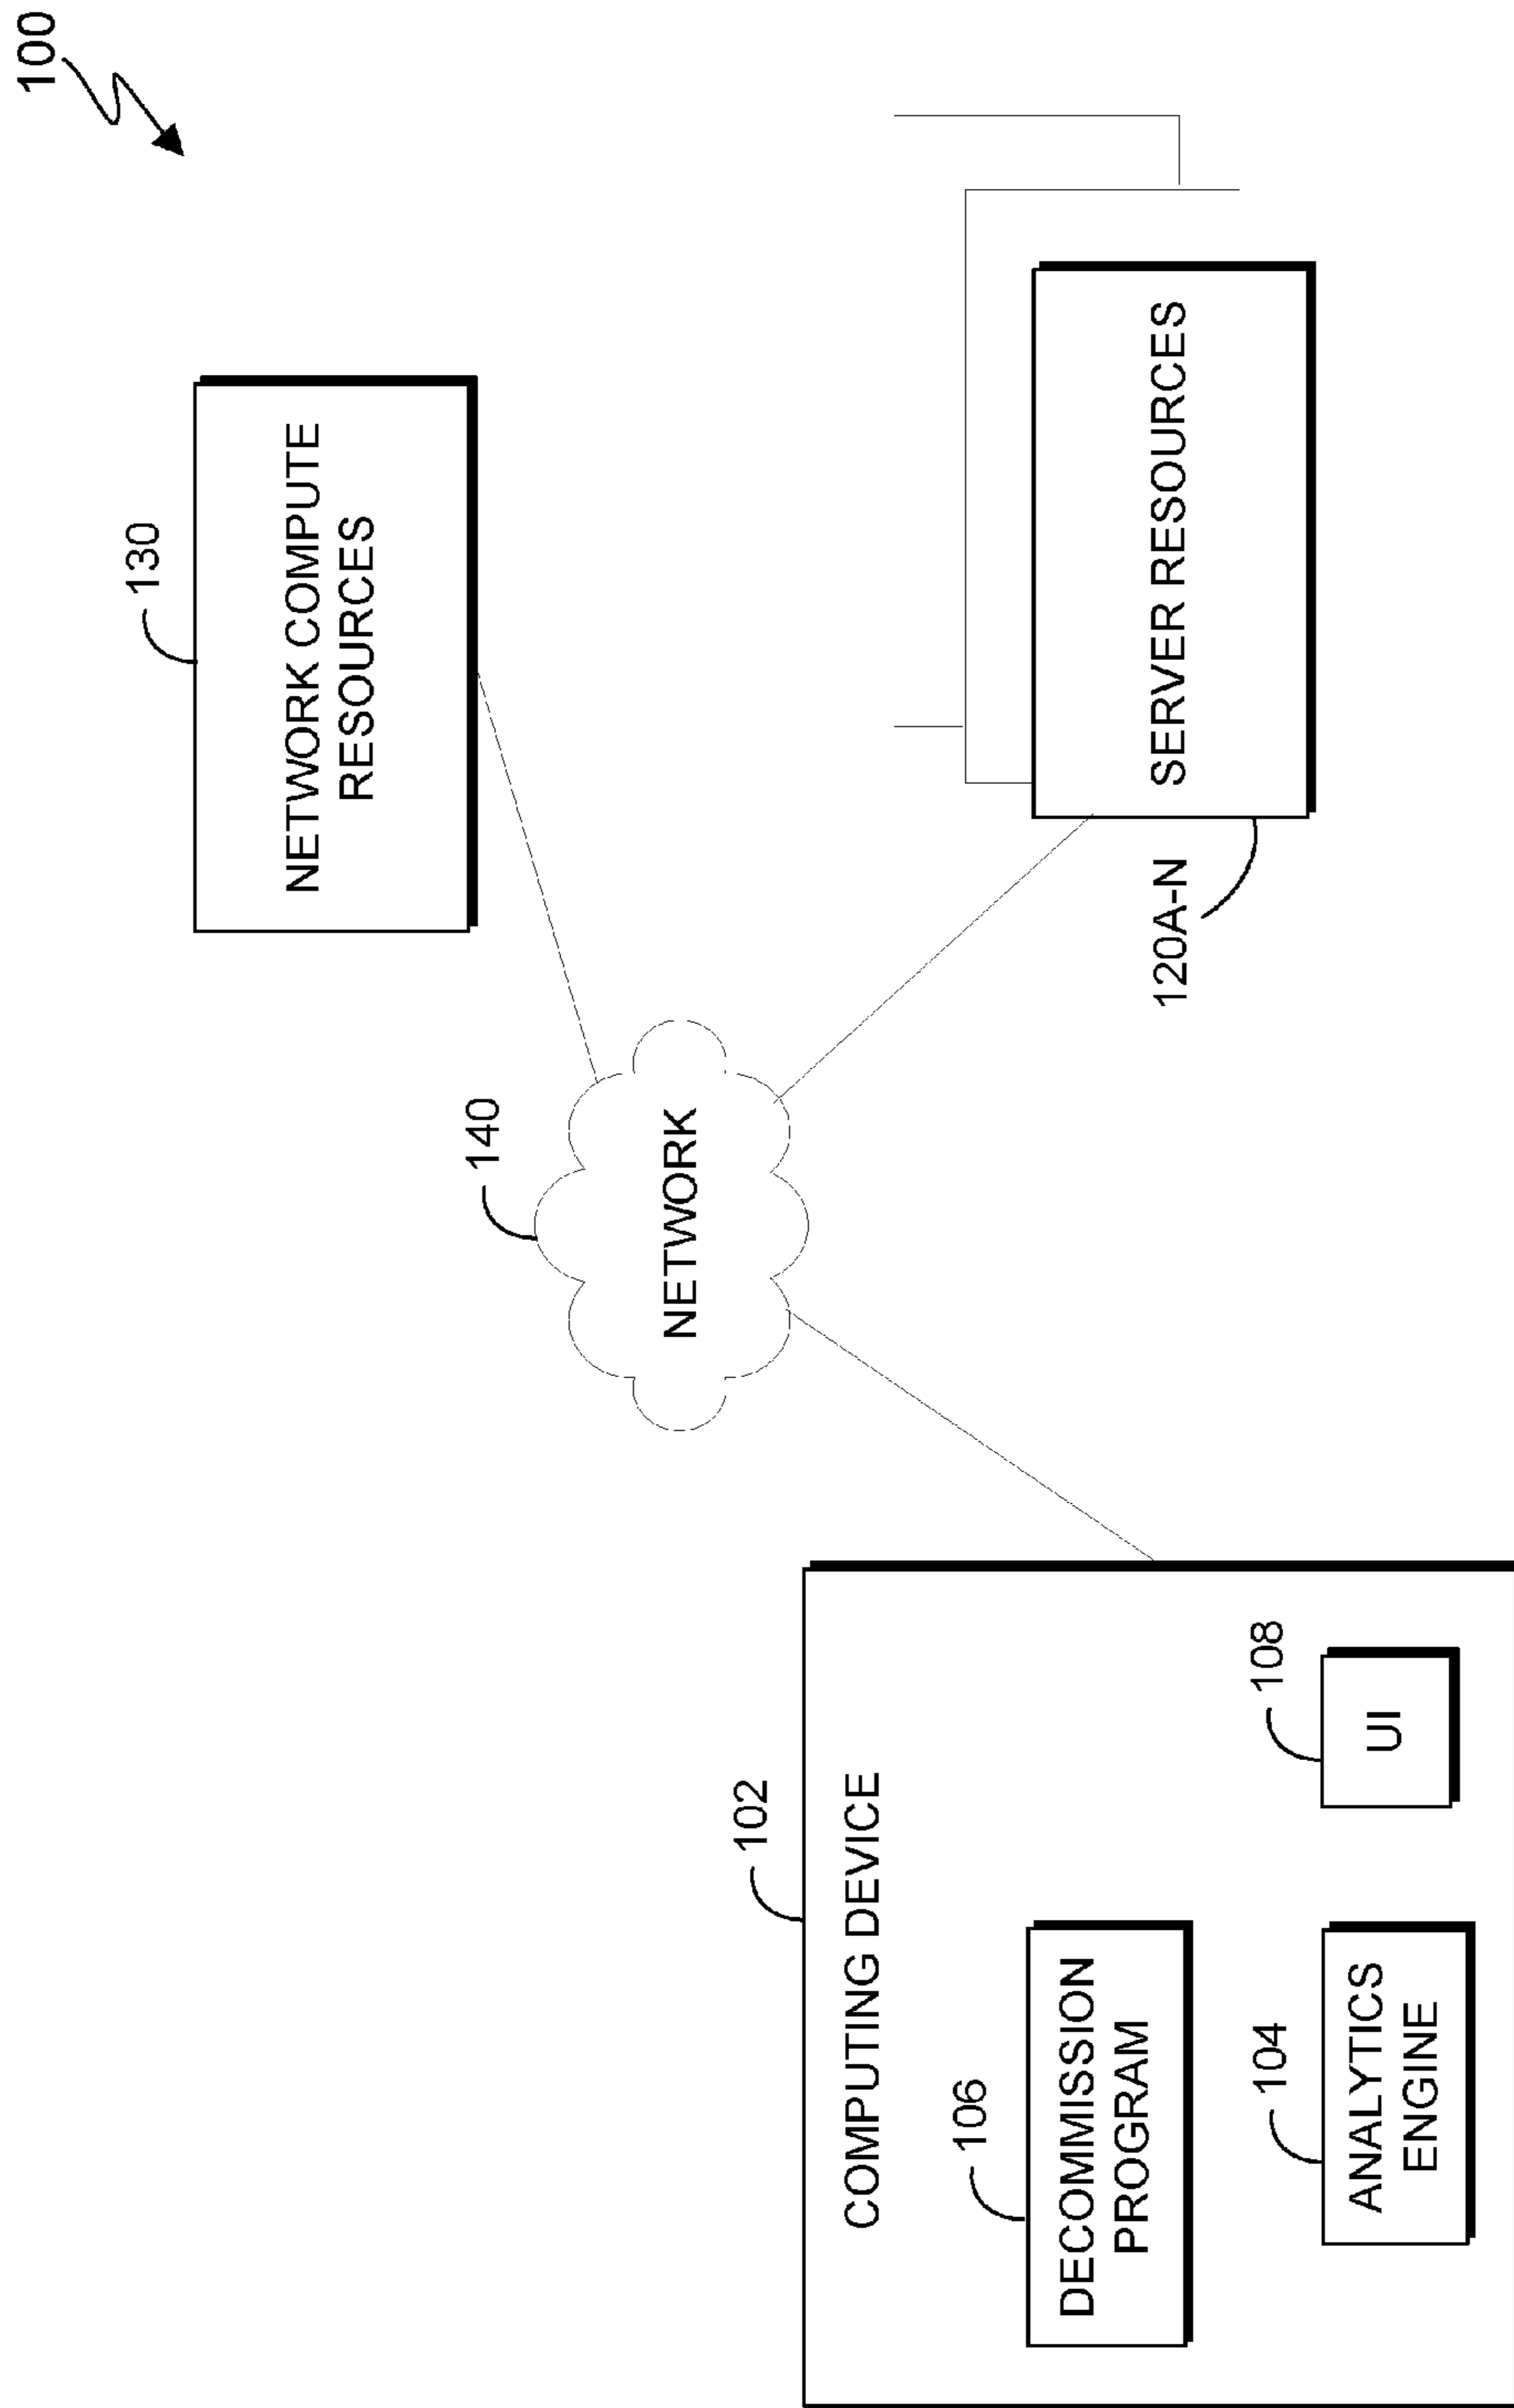 100
130
NETWORK COMPUTE
RESOURCES
140
NETWORK
102
COMPUTING DEVICE
106
DECOMMISSION
PROGRAM
120A-N
SERVER RESOURCES
104
ANALYTICS
ENGINE
108
UI